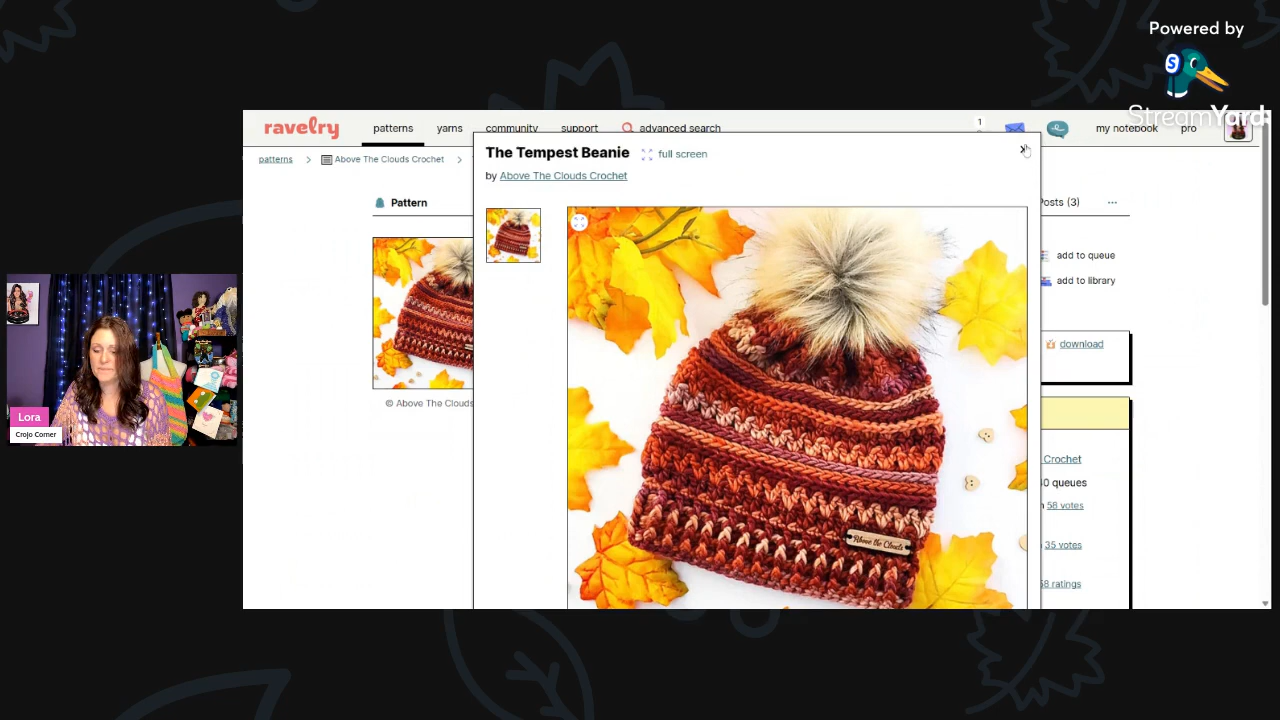 Powered by
StreamYard
ravelry
patterns
yarns
community
support
advanced search
1
my notebook
pro
patterns
Above The Clouds Crochet
The Tempest Beanie
full screen
by Above The Clouds Crochet
Pattern
Posts (3)
add to queue
add to library
download
© Above The Clouds
Above the Clouds
Crochet
0 queues
58 votes
35 votes
ratings
Lora
Crojo Corner